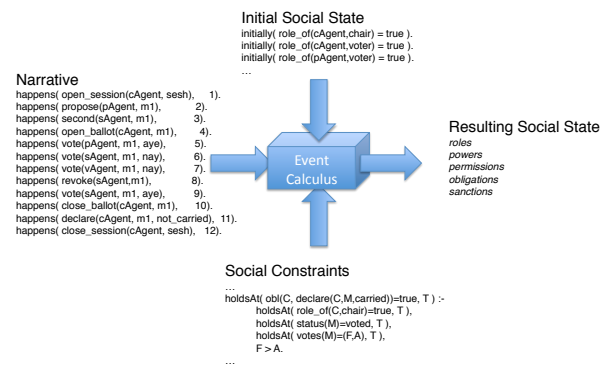 Initial Social State
initially( role_of(cAgent,chair) = true ).
initially( role_of(cAgent,voter) = true ).
initially( role_of(pAgent,voter) = true ).
...
Narrative
happens( open_session(cAgent, sesh), 1).
happens( propose(pAgent, m1), 2).
happens( second(sAgent, m1), 3).
happens( open_ballot(cAgent, m1), 4).
happens( vote(pAgent, m1, aye), 5).
happens( vote(sAgent, m1, nay), 6).
happens( vote(vAgent, m1, nay), 7).
happens( revoke(sAgent,m1), 8).
happens( vote(sAgent, m1, aye), 9).
happens( close_ballot(cAgent, m1), 10).
happens( declare(cAgent, m1, not_carried), 11).
happens( close_session(cAgent, sesh), 12).
Event
Calculus
Resulting Social State
roles
powers
permissions
obligations
sanctions
Social Constraints
...
holdsAt( obl(C, declare(C,M,carried))=true, T ) :-
holdsAt( role_of(C,chair)=true, T ),
holdsAt( status(M)=voted, T ),
holdsAt( votes(M)=(F,A), T ),
F > A.
...